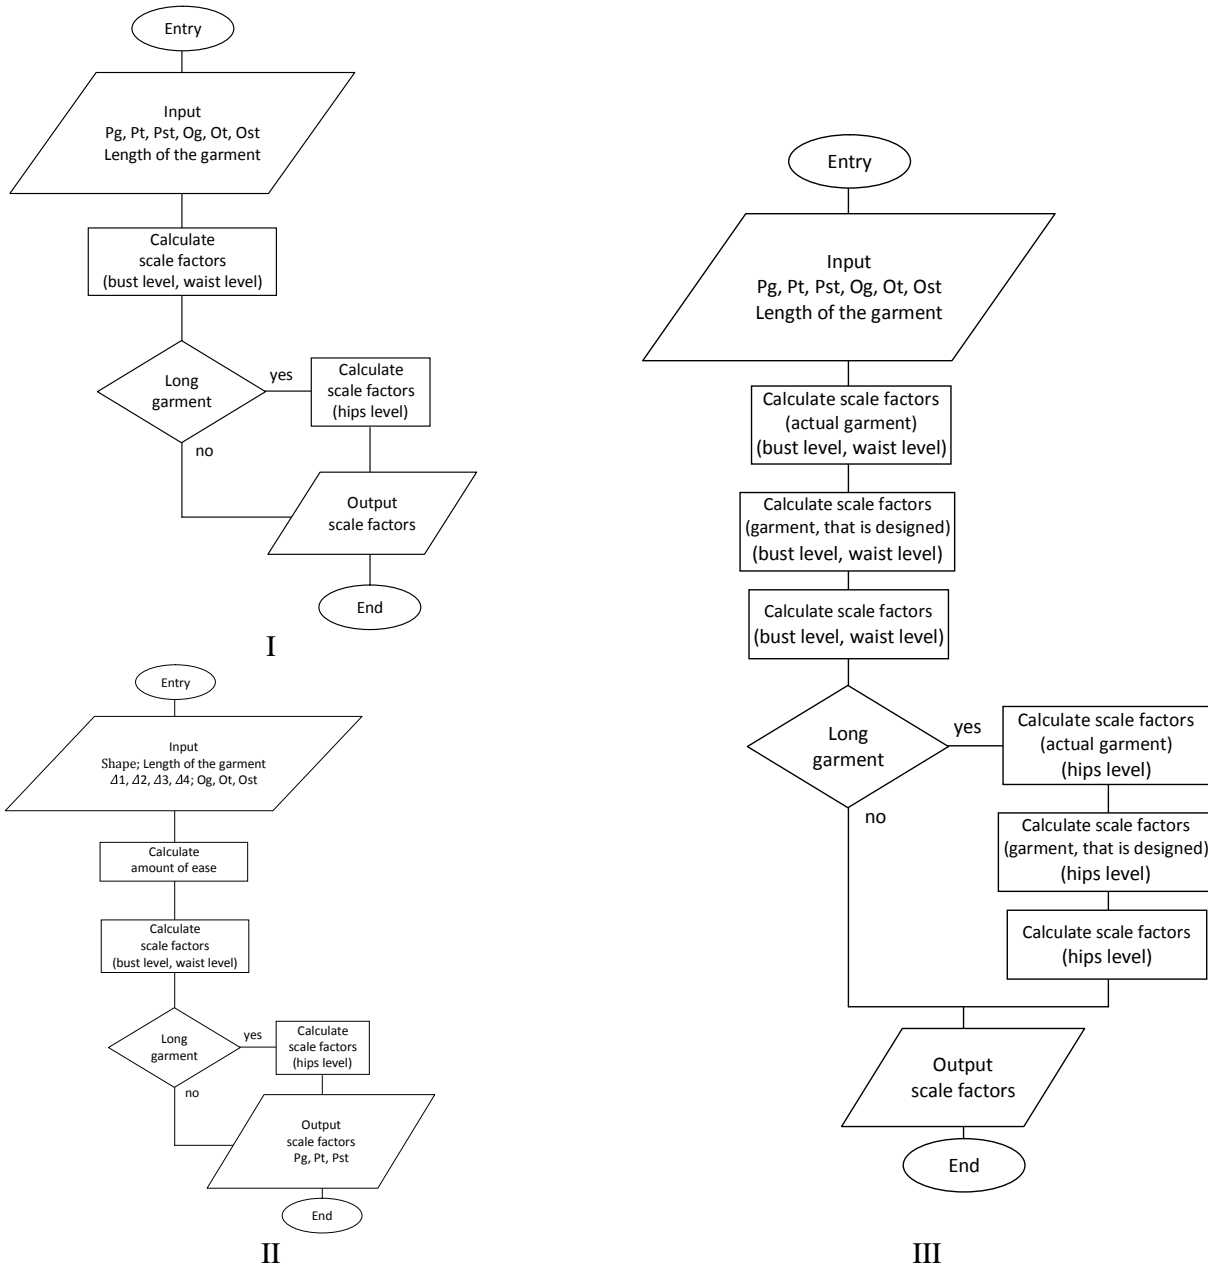 Entry
Input
Pg, Pt, Pst, Og, Ot, Ost
Length of the garment
Calculate
scale factors
(bust level, waist level)
Long
garment
yes
no
Calculate
scale factors
(hips level)
Output
scale factors
End
I
Entry
Input
Shape; Length of the garment
Δ1, Δ2, Δ3, Δ4; Og, Ot, Ost
Calculate
amount of ease
Calculate
scale factors
(bust level, waist level)
Long
garment
yes
no
Calculate
scale factors
(hips level)
Output
scale factors
Pg, Pt, Pst
End
II
Entry
Input
Pg, Pt, Pst, Og, Ot, Ost
Length of the garment
Calculate scale factors
(actual garment)
(bust level, waist level)
Calculate scale factors
(garment, that is designed)
(bust level, waist level)
Calculate scale factors
(bust level, waist level)
Long
garment
yes
no
Calculate scale factors
(actual garment)
(hips level)
Calculate scale factors
(garment, that is designed)
(hips level)
Calculate scale factors
(hips level)
Output
scale factors
End
III